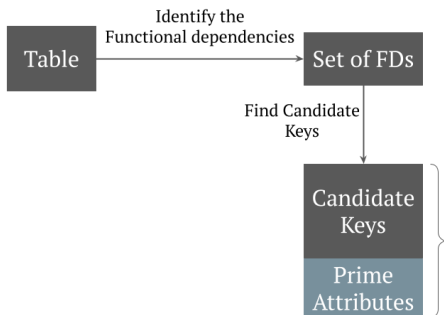 Identify the
Functional dependencies
Table
Set of FDs
Find Candidate
Keys
Candidate
Keys
Prime
Attributes